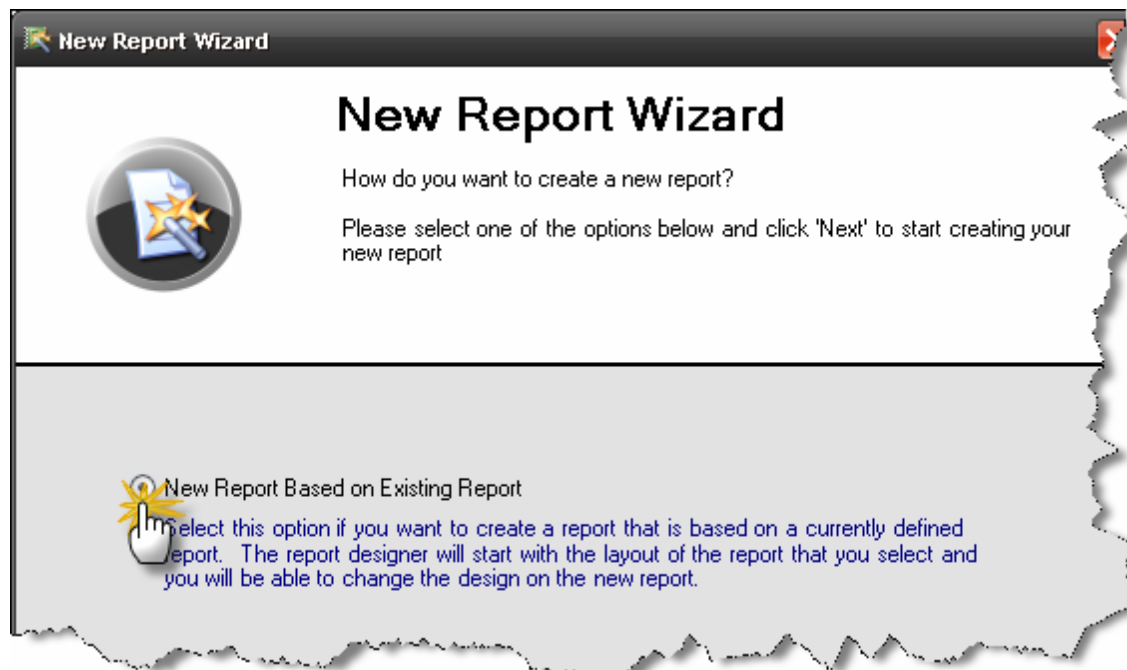 New Report Wizard
New Report Wizard
How do you want to create a new report?
Please select one of the options below and click 'Next' to start creating your
new report
New Report Based on Existing Report
Select this option if you want to create a report that is based on a currently defined
report. The report designer will start with the layout of the report that you select and
you will be able to change the design on the new report.